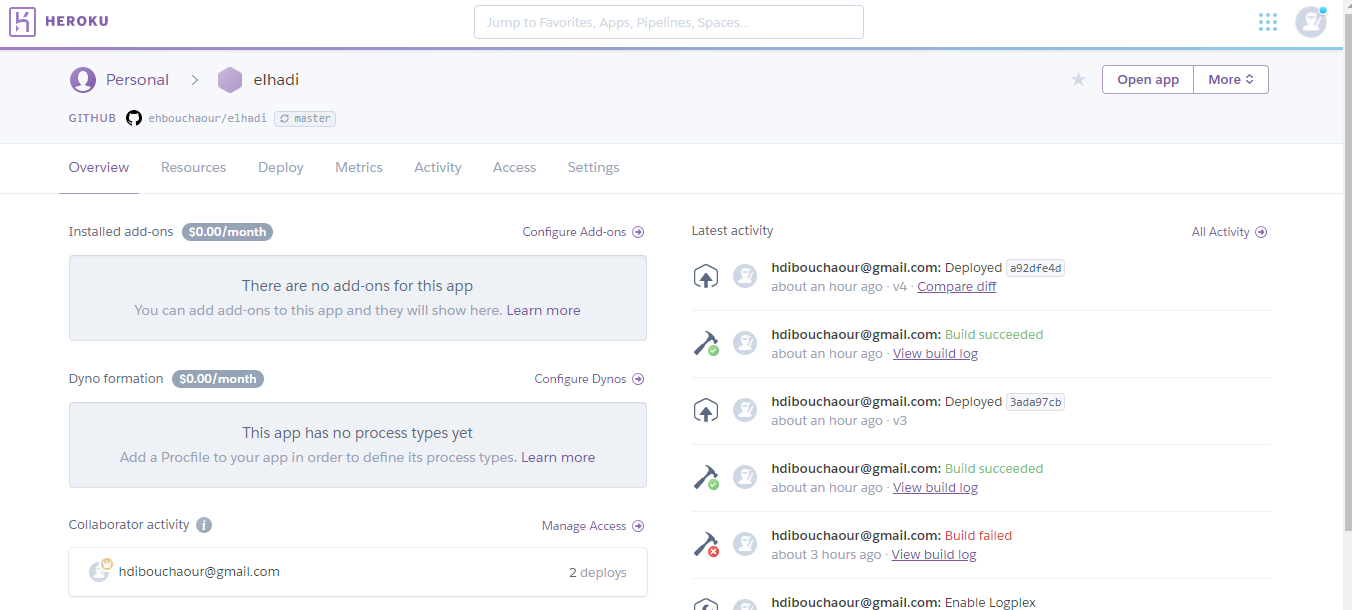 HEROKU
Jump to Favorites, Apps, Pipelines, Spaces...
Personal
elhadi
Open app
More
GITHUB ehbouchaour/elhadi master
Overview Resources Deploy Metrics Activity Access Settings
Installed add-ons $0.00/month Configure Add-ons
There are no add-ons for this app
You can add add-ons to this app and they will show here. Learn more
Dyno formation $0.00/month Configure Dynos
This app has no process types yet
Add a Procfile to your app in order to define its process types. Learn more
Collaborator activity i Manage Access
hdibouchaour@gmail.com 2 deploys
Latest activity All Activity
hdibouchaour@gmail.com: Deployed a92dfe4d
about an hour ago · v4 · Compare diff
hdibouchaour@gmail.com: Build succeeded
about an hour ago · View build log
hdibouchaour@gmail.com: Deployed 3ada97cb
about an hour ago · v3
hdibouchaour@gmail.com: Build succeeded
about an hour ago · View build log
hdibouchaour@gmail.com: Build failed
about 3 hours ago · View build log
hdibouchaour@gmail.com: Enable Logplex